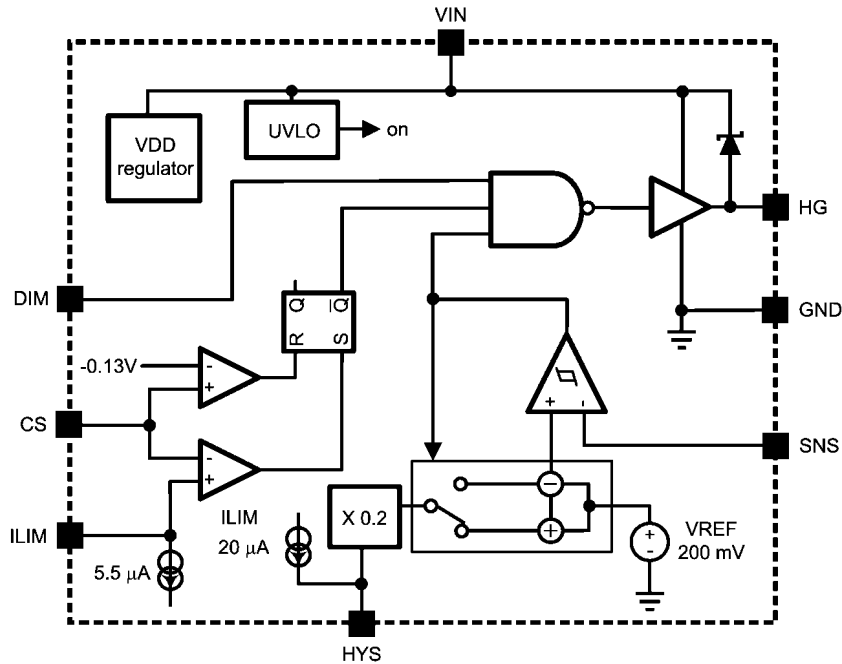 VIN
VDD
regulator
UVLO
on
HG
DIM
Q
Q̅
R
S
GND
-0.13V
-
+
CS
-
+
+
-
SNS
ILIM
5.5 μA
ILIM
20 μA
X 0.2
−
+
+
-
VREF
200 mV
HYS